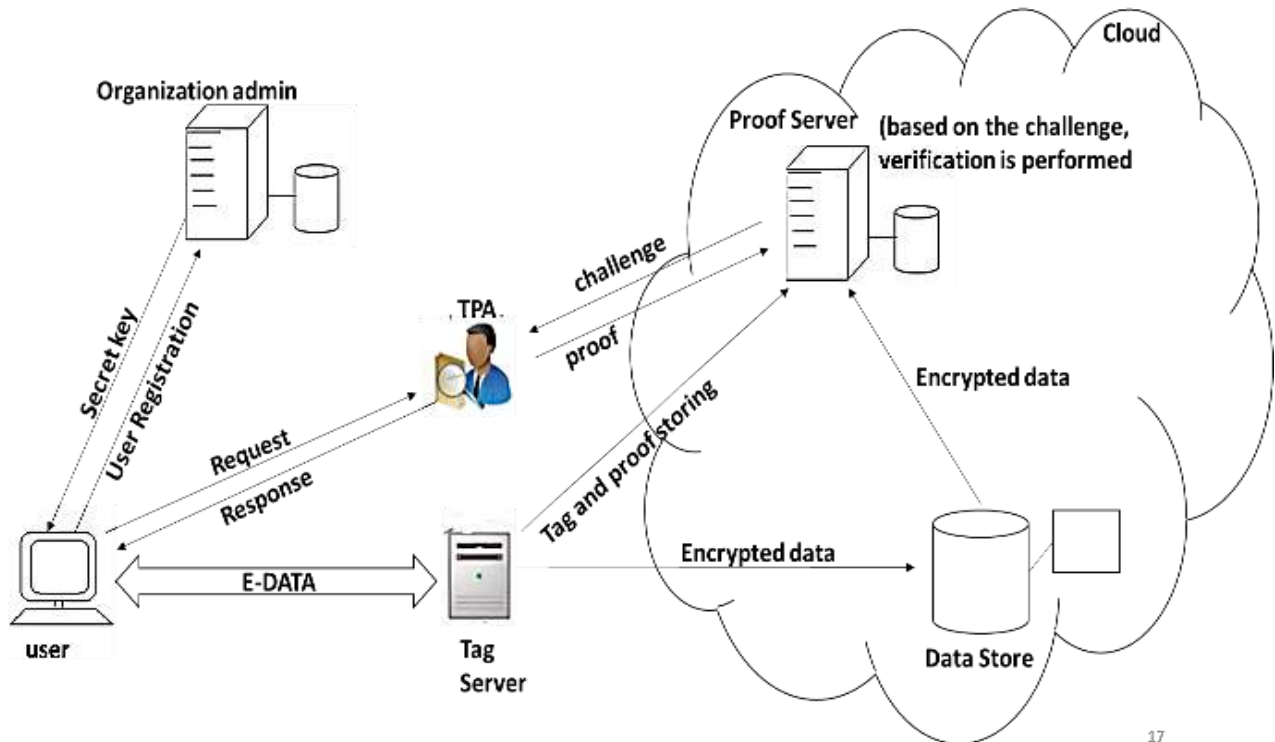 Cloud
Organization admin
Proof Server
(based on the challenge,
verification is performed
challenge
proof
TPA
Secret key
User Registration
Request
Response
Tag and proof storing
Encrypted data
Encrypted data
E-DATA
user
Tag
Server
Data Store
17